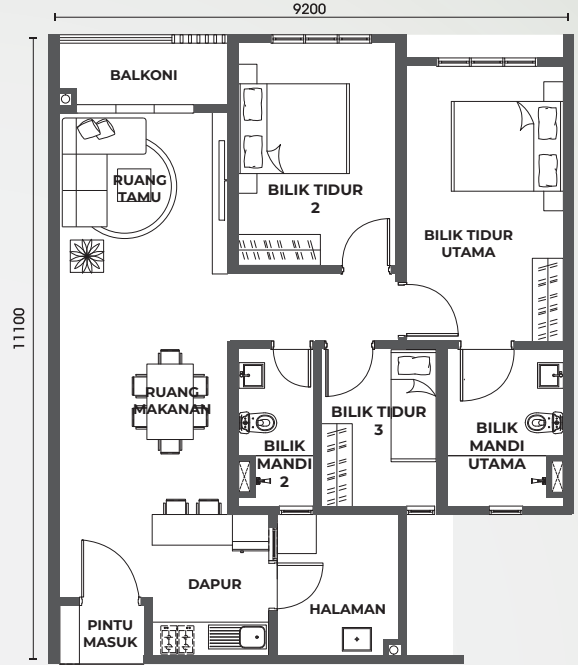 9200
11100
BALKONI
RUANG
TAMU
BILIK TIDUR
2
BILIK TIDUR
UTAMA
RUANG
MAKANAN
BILIK
MANDI
2
BILIK TIDUR
3
BILIK
MANDI
UTAMA
DAPUR
HALAMAN
PINTU
MASUK